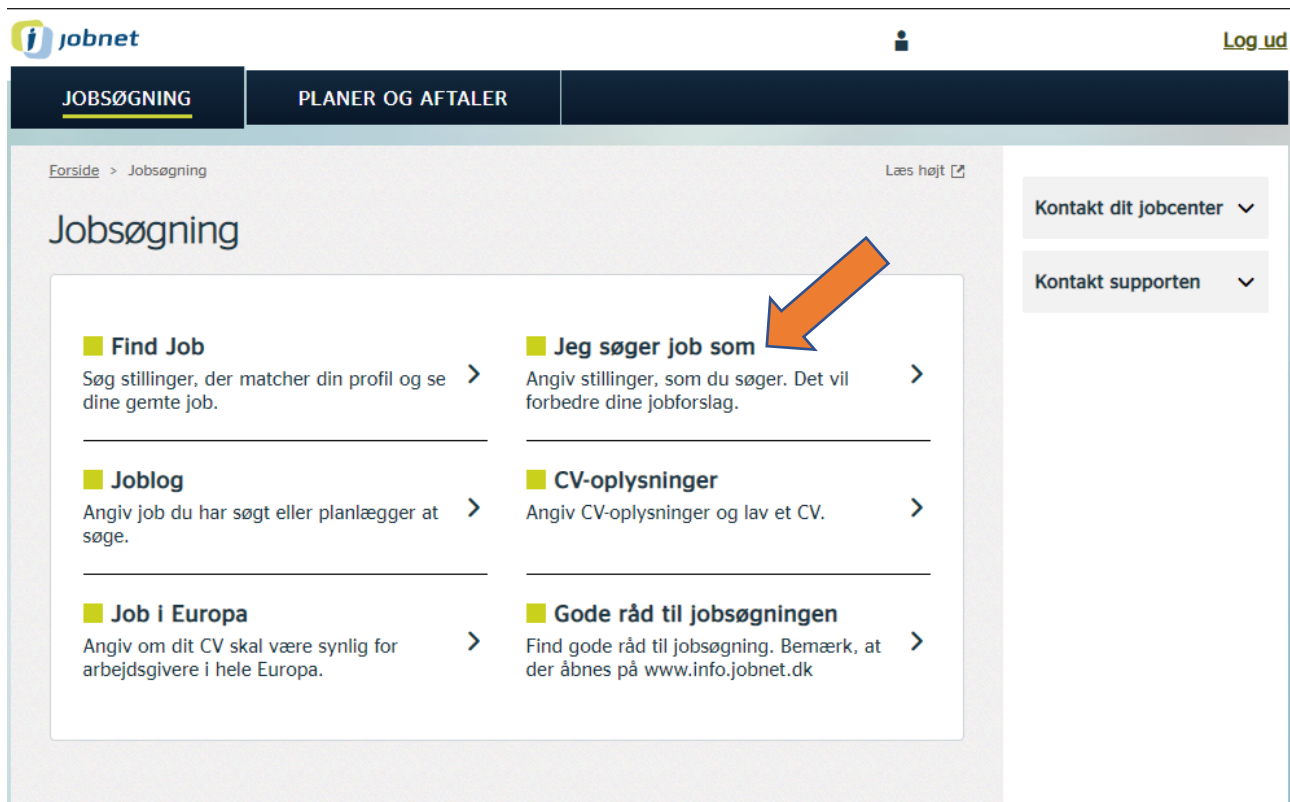 jobnet
Log ud
JOBSØGNING
PLANER OG AFTALER
Forside > Jobsøgning
Læs højt
Jobsøgning
Find Job
Søg stillinger, der matcher din profil og se
dine gemte job.
Jeg søger job som
Angiv stillinger, som du søger. Det vil
forbedre dine jobforslag.
Joblog
Angiv job du har søgt eller planlægger at
søge.
CV-oplysninger
Angiv CV-oplysninger og lav et CV.
Job i Europa
Angiv om dit CV skal være synlig for
arbejdsgivere i hele Europa.
Gode råd til jobsøgningen
Find gode råd til jobsøgning. Bemærk, at
der åbnes på www.info.jobnet.dk
Kontakt dit jobcenter
Kontakt supporten